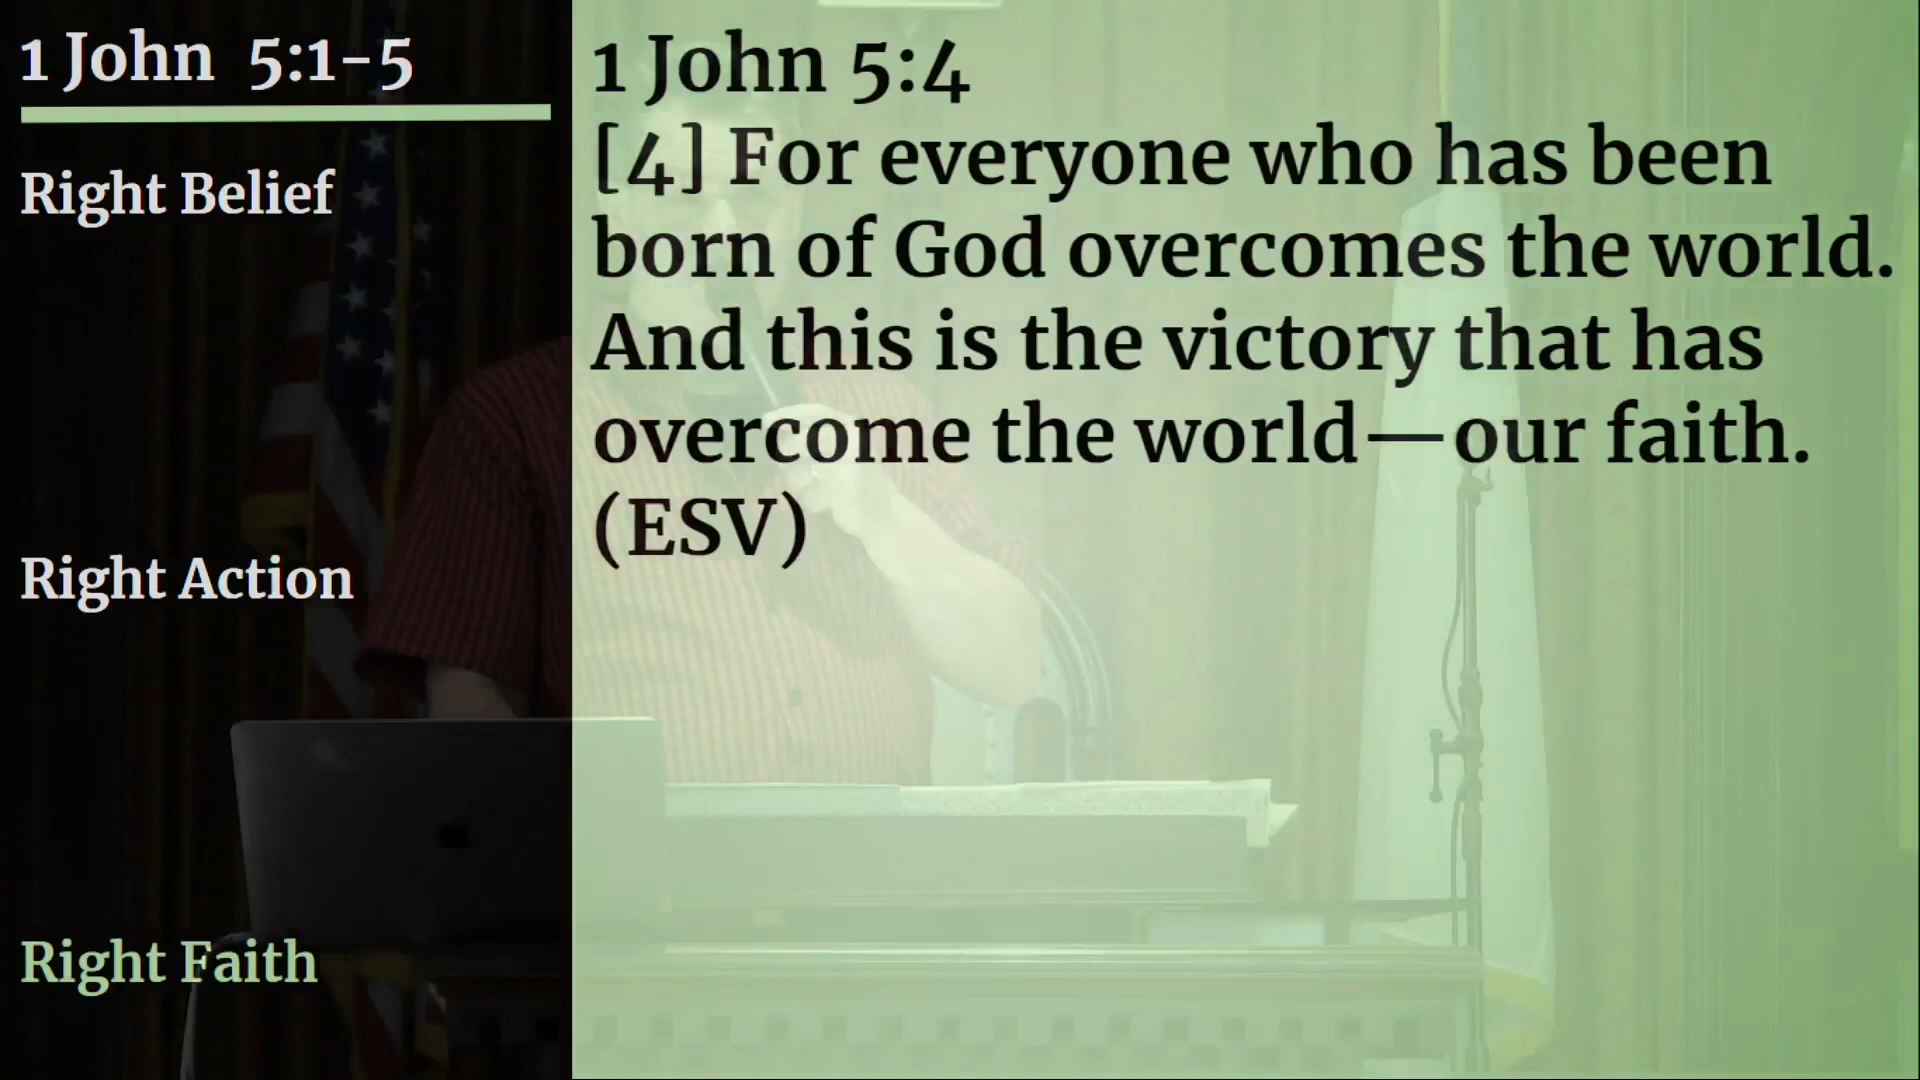 1 John 5:1-5
Right Belief
Right Action
Right Faith
1 John 5:4
[4] For everyone who has been
born of God overcomes the world.
And this is the victory that has
overcome the world—our faith.
(ESV)